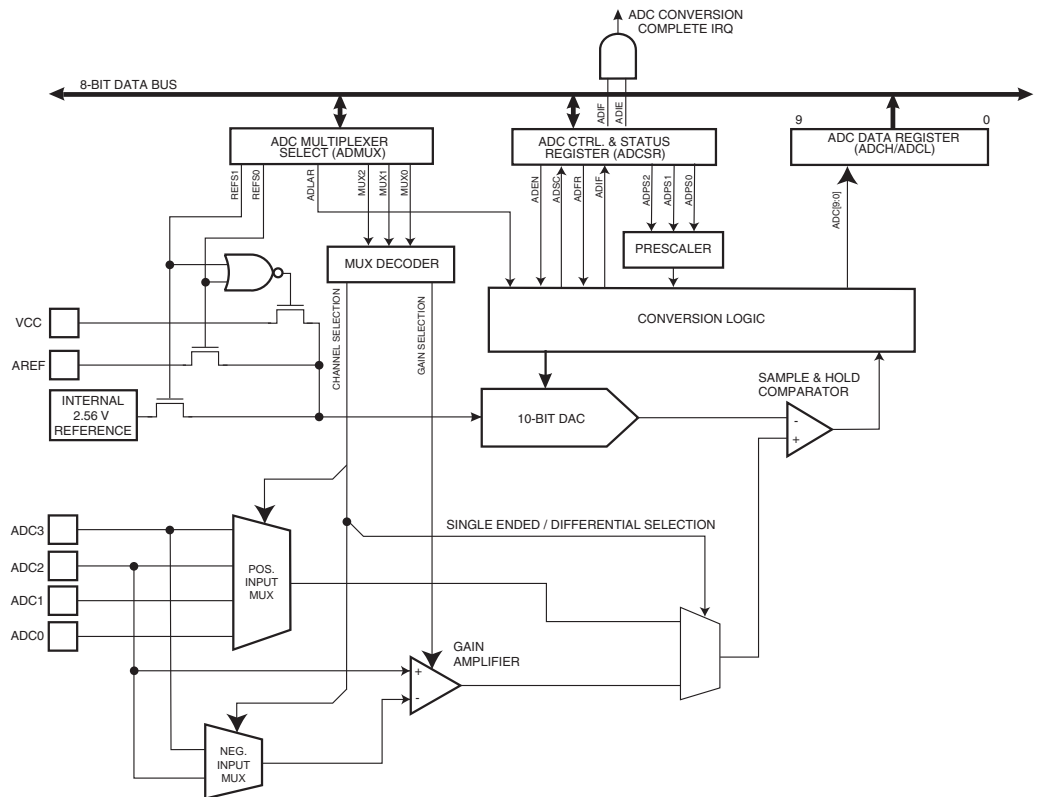 ADC CONVERSION
COMPLETE IRQ
8-BIT DATA BUS
ADIF
ADIE
9
0
ADC MULTIPLEXER
SELECT (ADMUX)
ADC CTRL. & STATUS
REGISTER (ADCSR)
ADC DATA REGISTER
(ADCH/ADCL)
REFS1
REFS0
ADLAR
MUX2
MUX1
MUX0
ADEN
ADSC
ADFR
ADIF
ADPS2
ADPS1
ADPS0
ADC[9:0]
MUX DECODER
PRESCALER
CHANNEL SELECTION
GAIN SELECTION
CONVERSION LOGIC
VCC
AREF
INTERNAL
2.56 V
REFERENCE
10-BIT DAC
SAMPLE & HOLD
COMPARATOR
-
+
SINGLE ENDED / DIFFERENTIAL SELECTION
ADC3
ADC2
ADC1
ADC0
POS.
INPUT
MUX
GAIN
AMPLIFIER
+
-
NEG.
INPUT
MUX